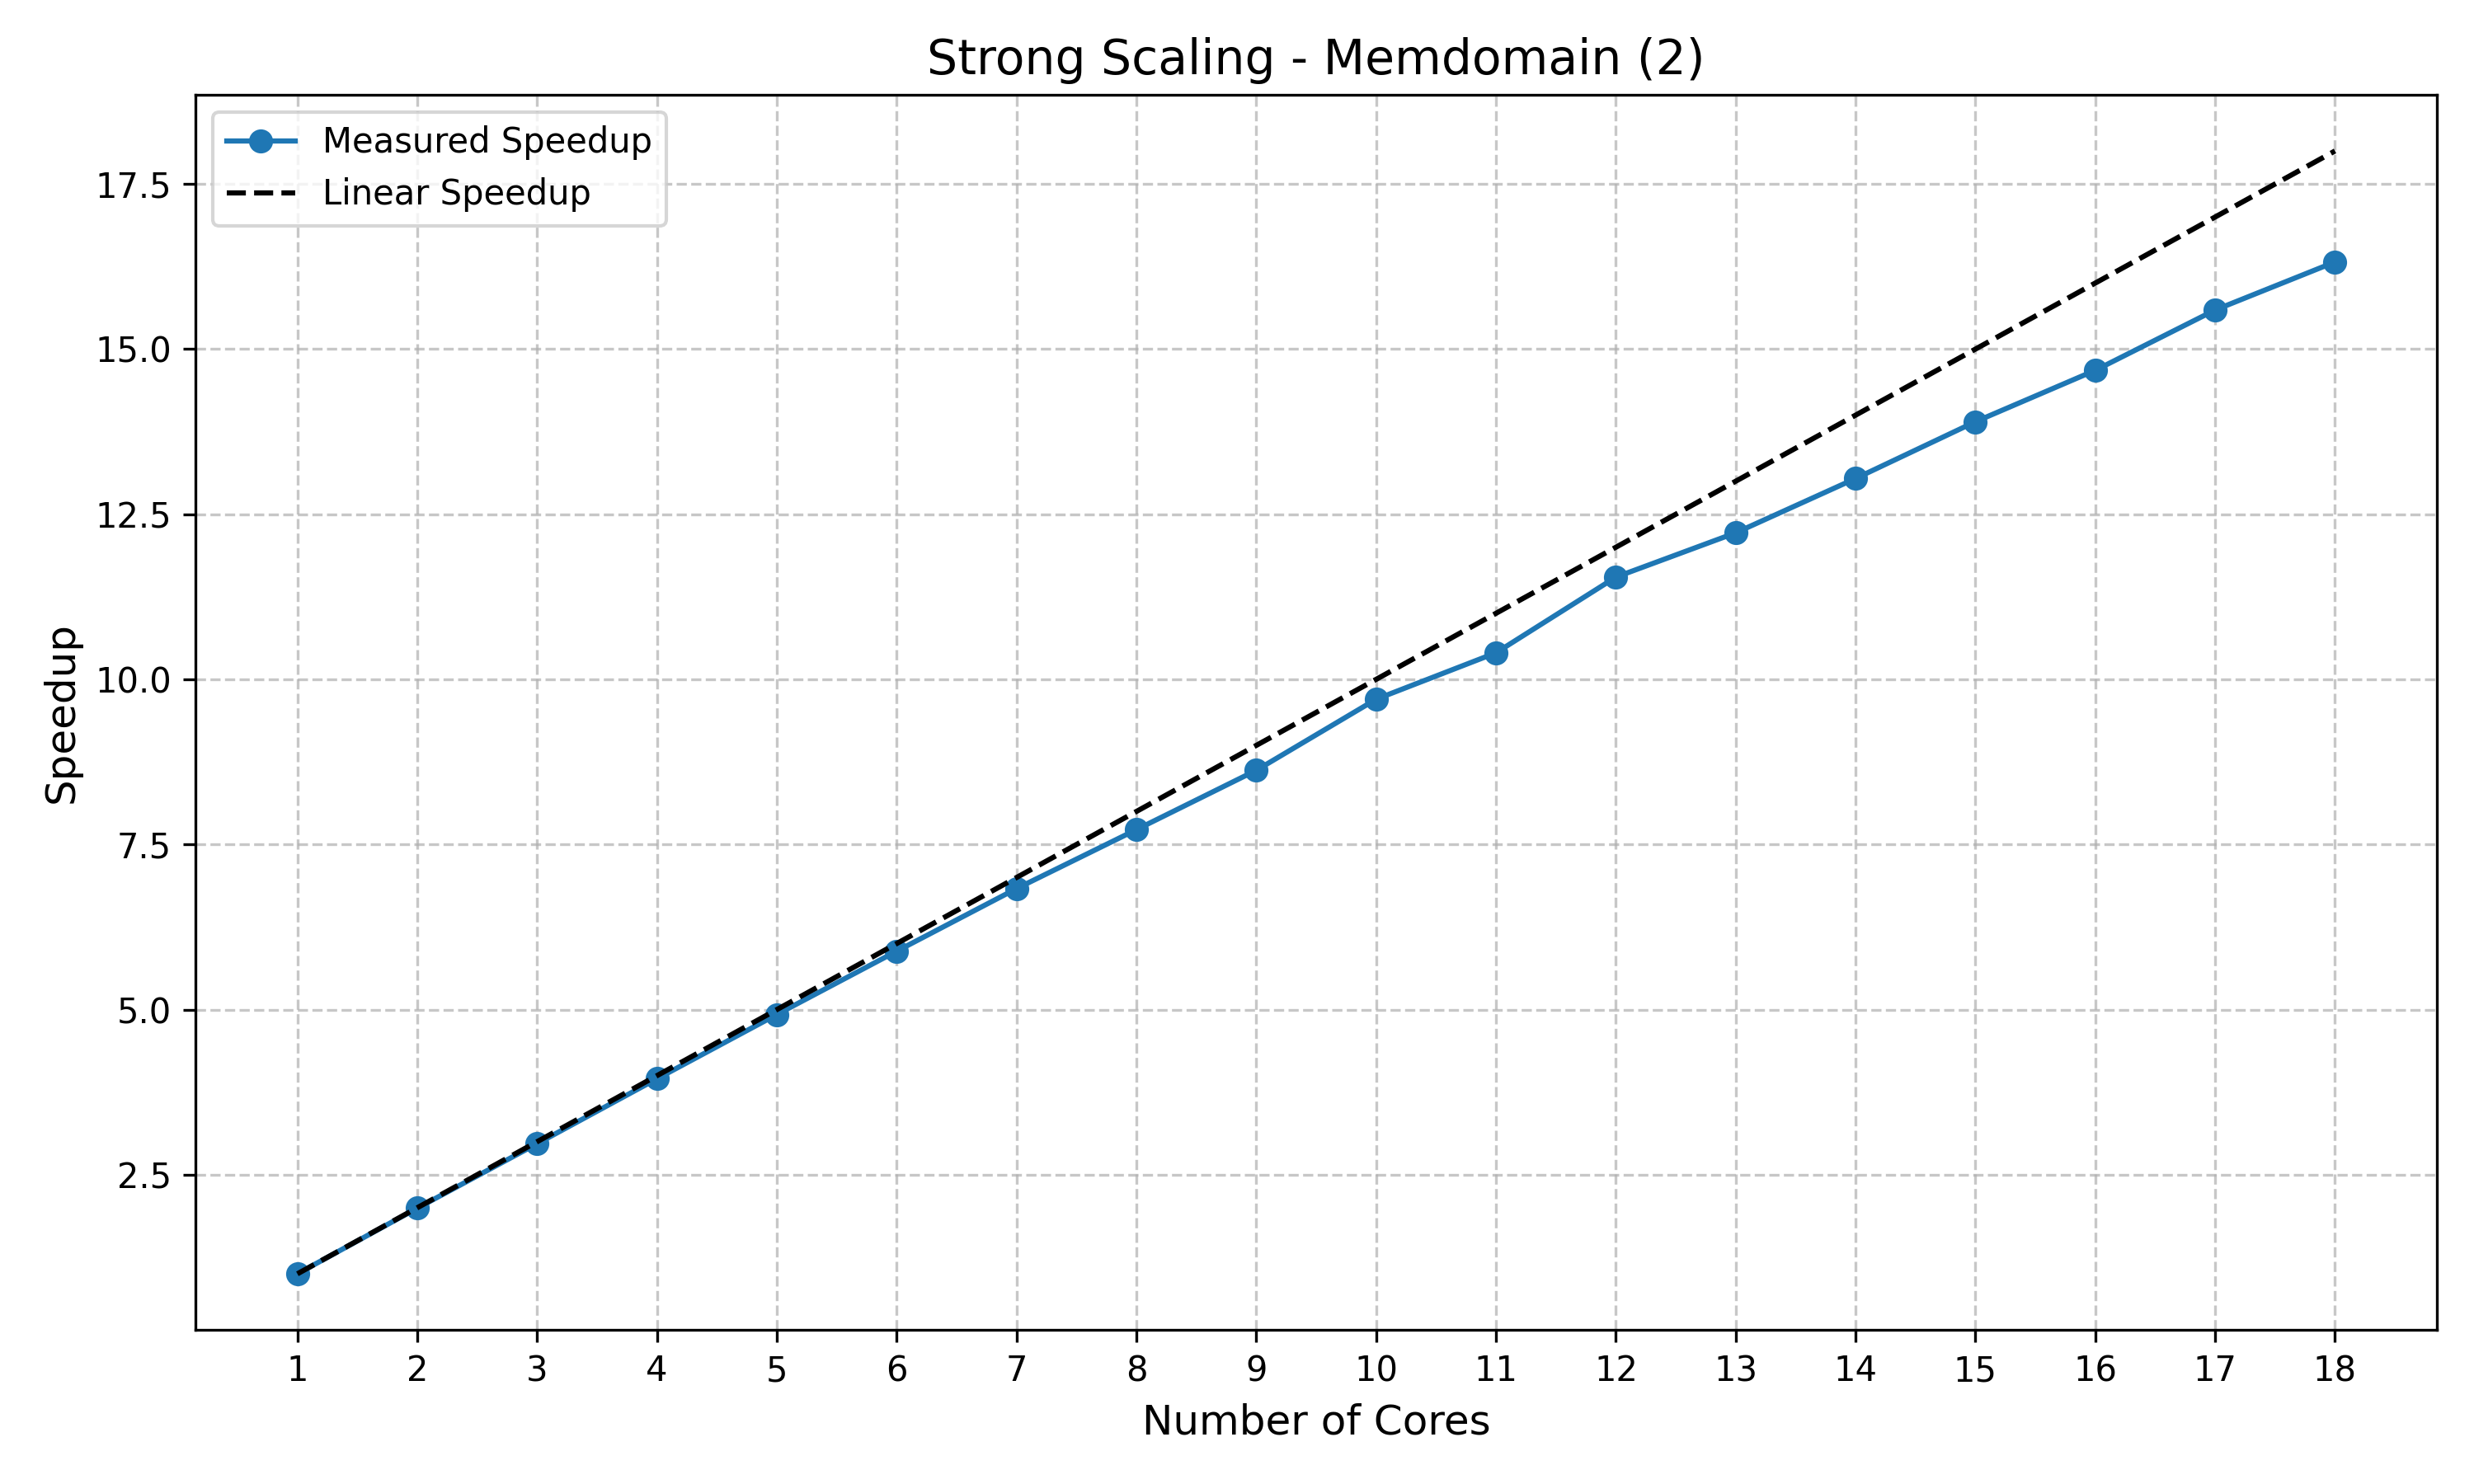 Strong Scaling - Memdomain (2)
Measured Speedup
Linear Speedup
17.5
15.0
12.5
10.0
7.5
5.0
2.5
Speedup
1 2 3 4 5 6 7 8 9 10 11 12 13 14 15 16 17 18
Number of Cores